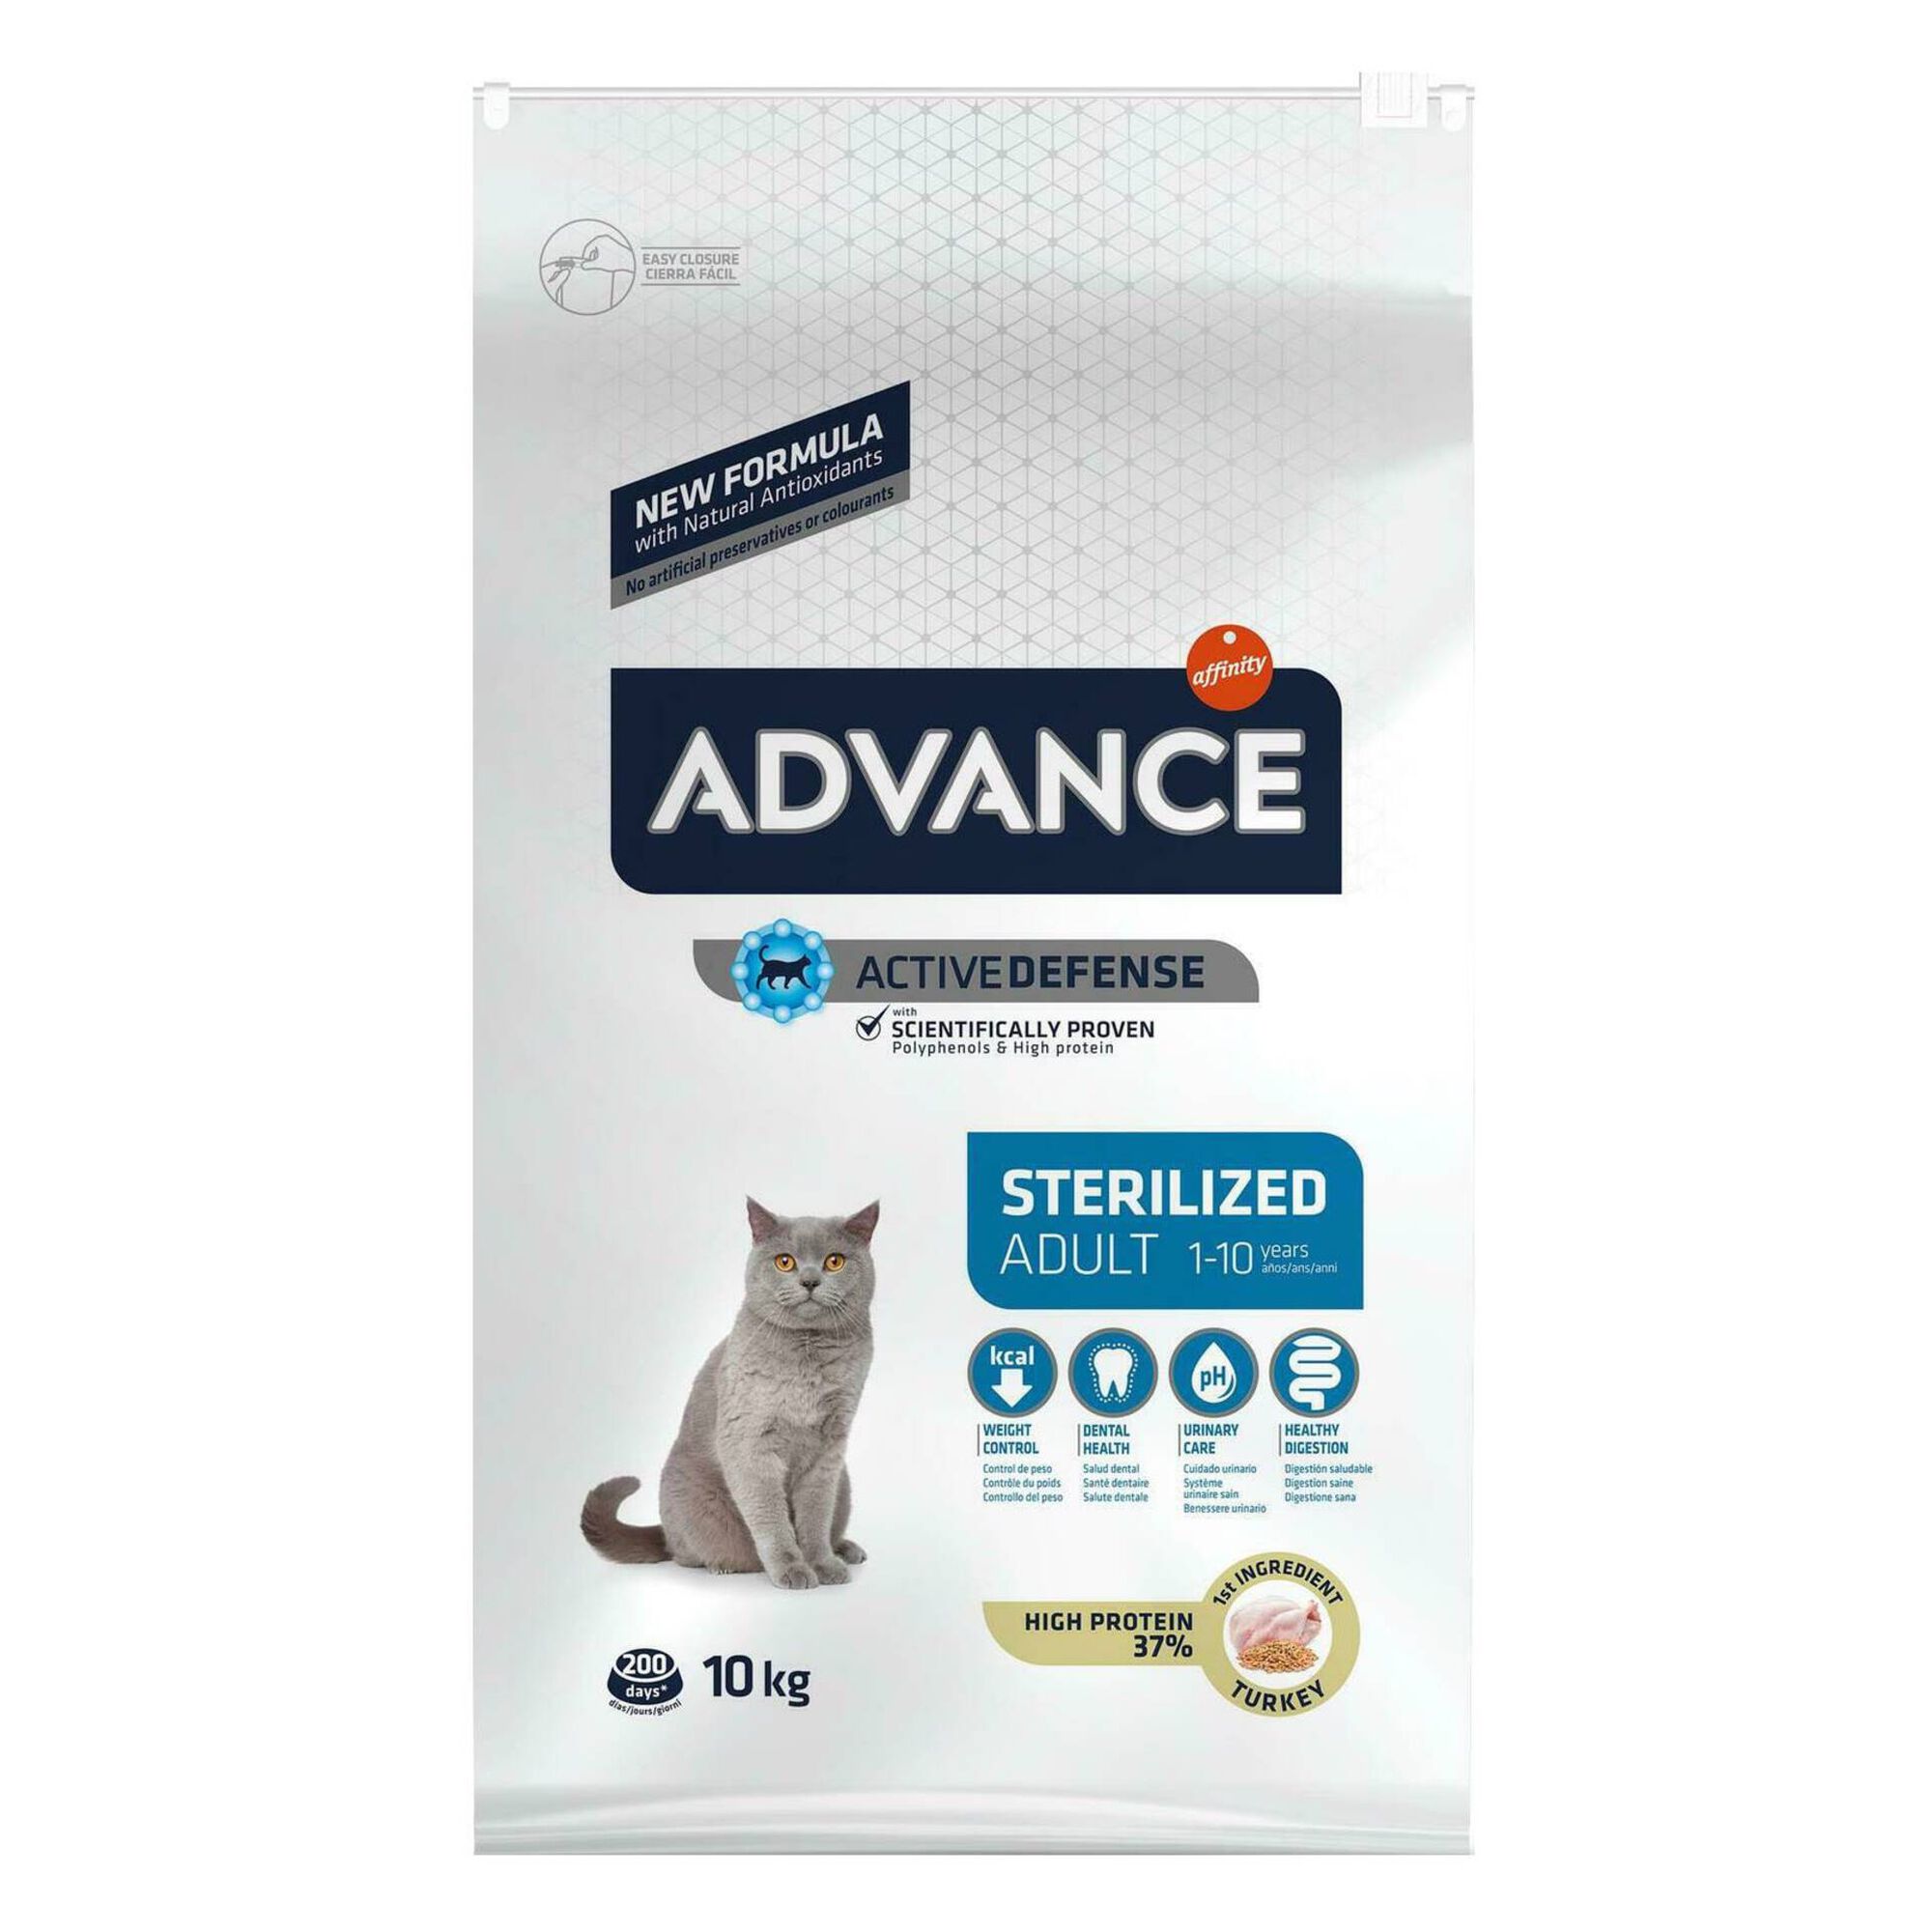 EASY CLOSURE
CIERRA FÁCIL
NEW FORMULA
with Natural Antioxidants
No artificial preservatives or colourants
affinity
ADVANCE
ACTIVEDEFENSE
with
SCIENTIFICALLY PROVEN
Polyphenols & High protein
STERILIZED
ADULT 1-10 years
años/ans/anni
kcal
pH
WEIGHT
CONTROL
Control de peso
Contrôle du poids
Controllo del peso
DENTAL
HEALTH
Salud dental
Santé dentaire
Salute dentale
URINARY
CARE
Cuidado urinario
Système
urinaire sain
Benessere urinario
HEALTHY
DIGESTION
Digestión saludable
Digestion saine
Digestione sana
HIGH PROTEIN
37%
1st INGREDIENT
TURKEY
200
days*
días/jours/giorni
10 kg